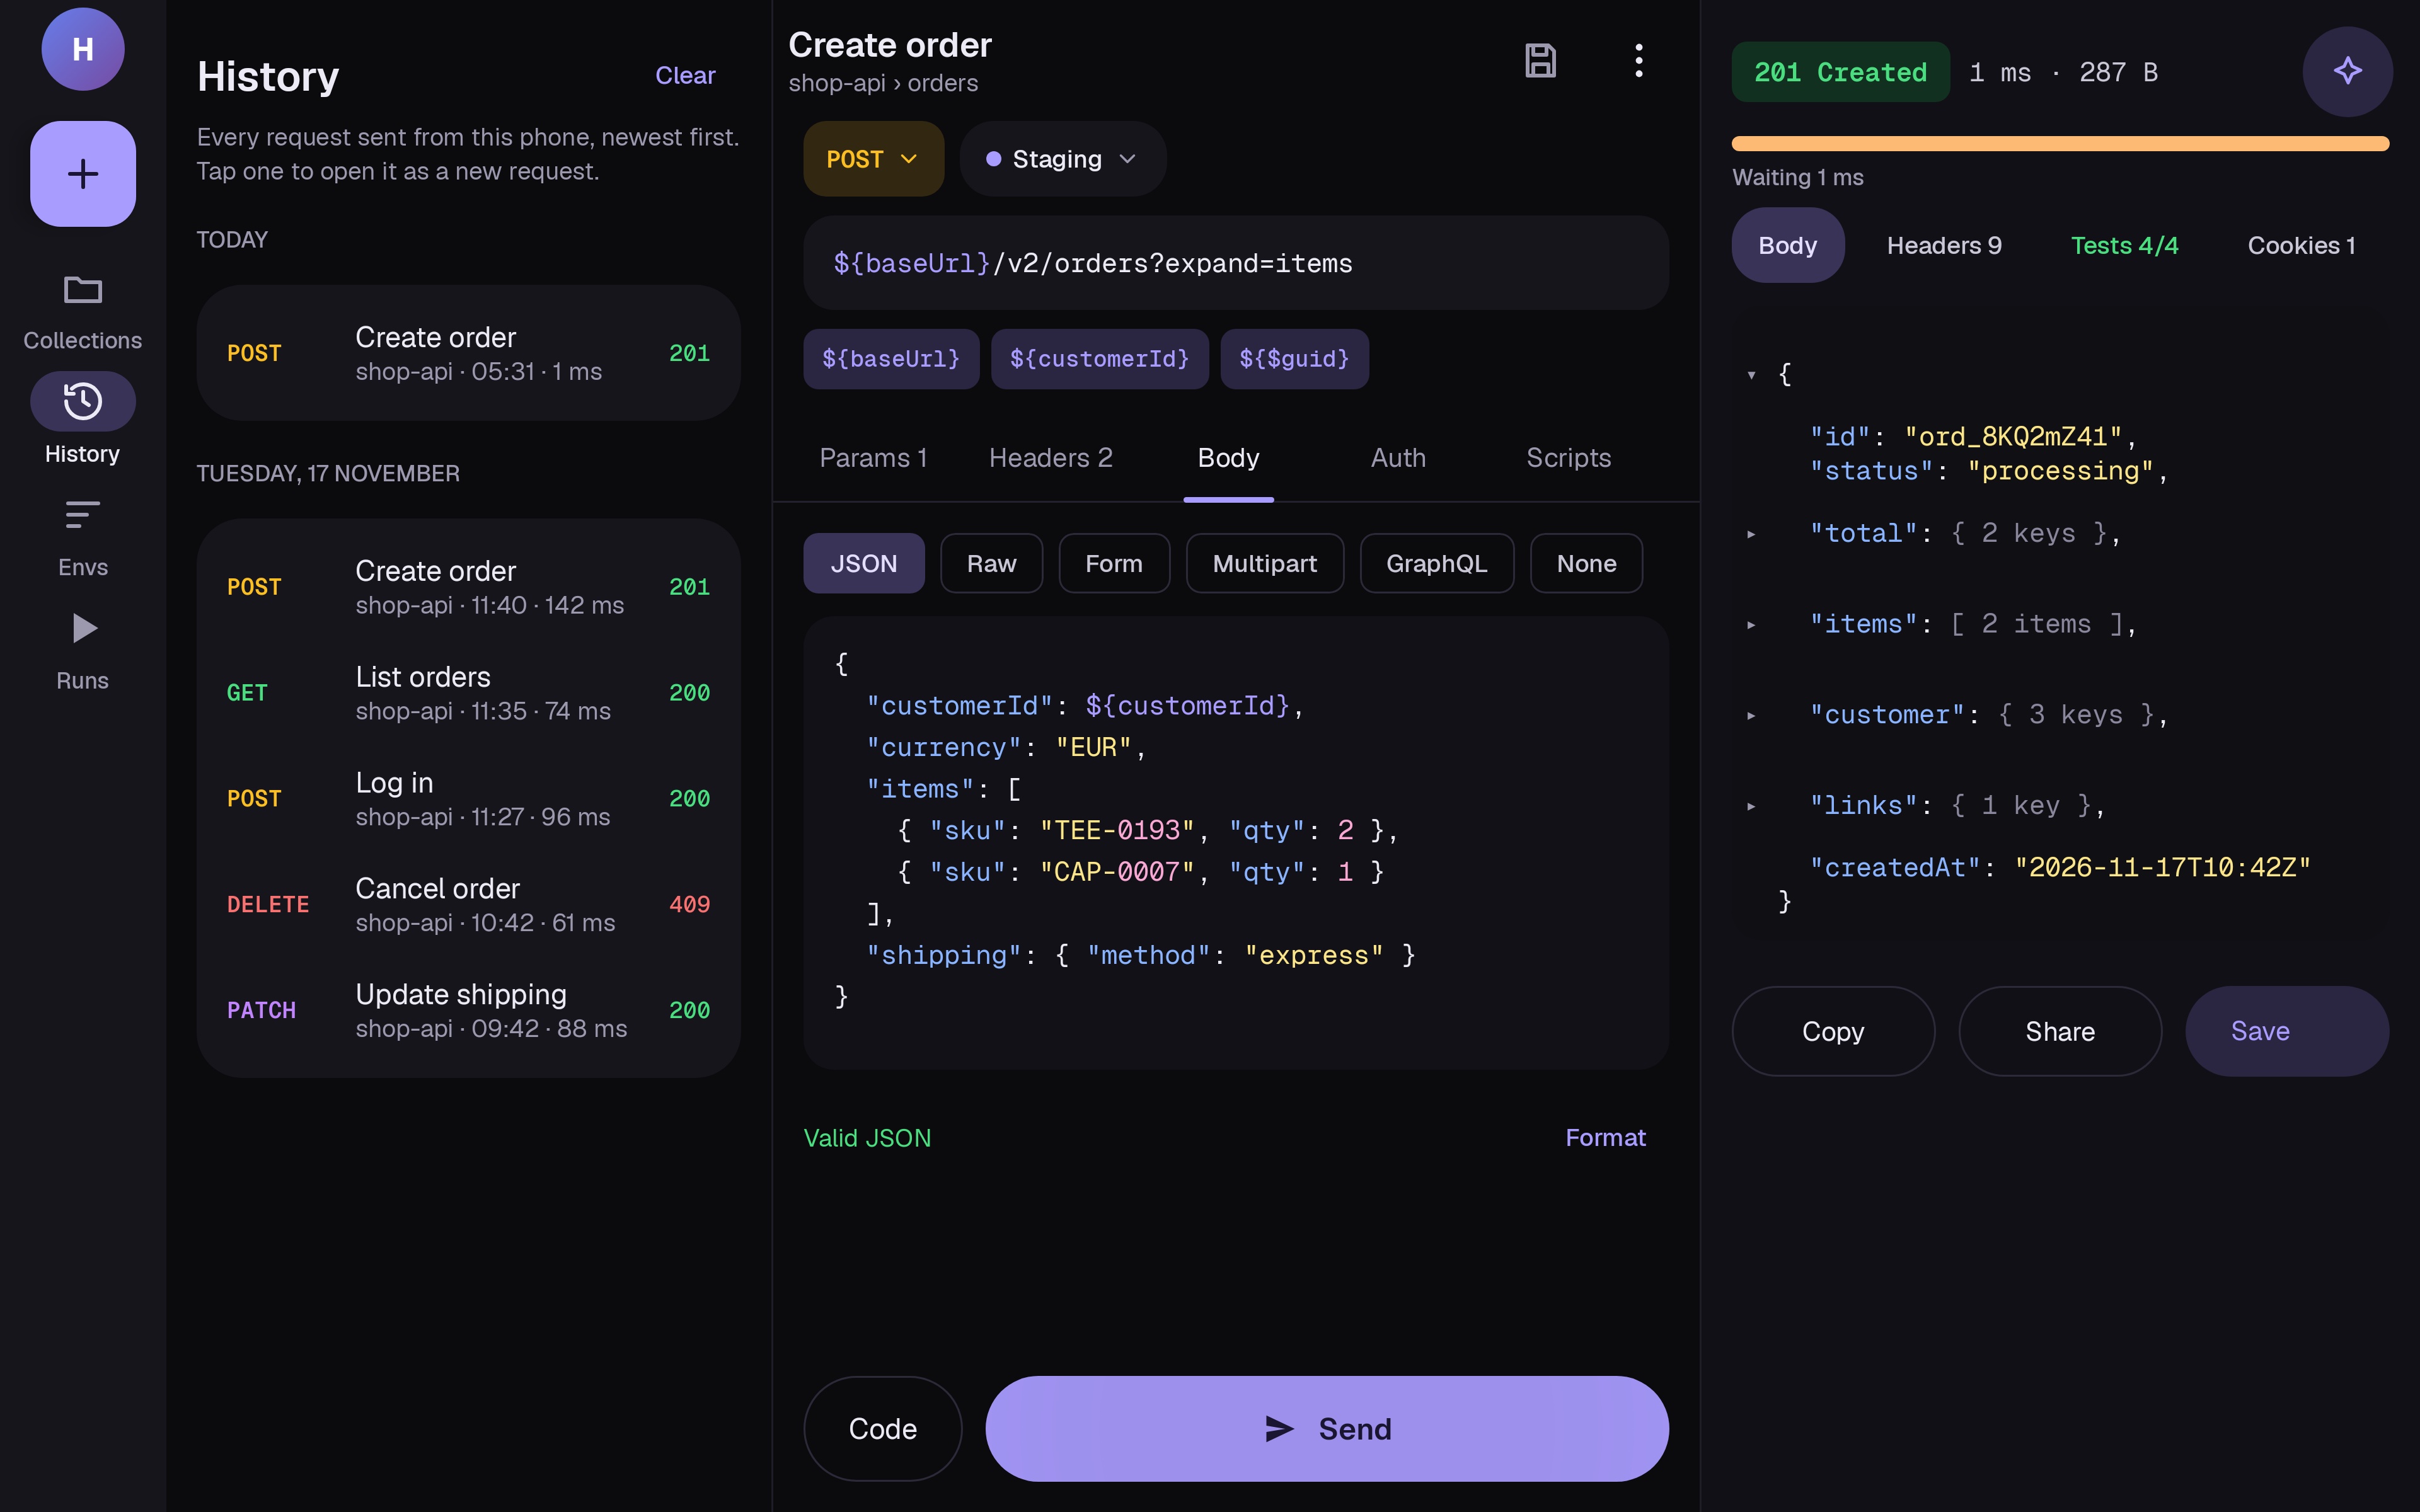 H
Collections
History
Envs
Runs
History
Clear
Every request sent from this phone, newest first.
Tap one to open it as a new request.
TODAY
POST
Create order
shop-api · 05:31 · 1 ms
201
TUESDAY, 17 NOVEMBER
POST
Create order
shop-api · 11:40 · 142 ms
201
GET
List orders
shop-api · 11:35 · 74 ms
200
POST
Log in
shop-api · 11:27 · 96 ms
200
DELETE
Cancel order
shop-api · 10:42 · 61 ms
409
PATCH
Update shipping
shop-api · 09:42 · 88 ms
200
Create order
shop-api › orders
POST
Staging
${baseUrl}/v2/orders?expand=items
${baseUrl} ${customerId} ${$guid}
Params 1 Headers 2 Body Auth Scripts
JSON Raw Form Multipart GraphQL None
{
  "customerId": ${customerId},
  "currency": "EUR",
  "items": [
    { "sku": "TEE-0193", "qty": 2 },
    { "sku": "CAP-0007", "qty": 1 }
  ],
  "shipping": { "method": "express" }
}
Valid JSON
Format
Code
Send
201 Created 1 ms · 287 B
Waiting 1 ms
Body Headers 9 Tests 4/4 Cookies 1
{
  "id": "ord_8KQ2mZ41",
  "status": "processing",
  "total": { 2 keys },
  "items": [ 2 items ],
  "customer": { 3 keys },
  "links": { 1 key },
  "createdAt": "2026-11-17T10:42Z"
}
Copy Share Save